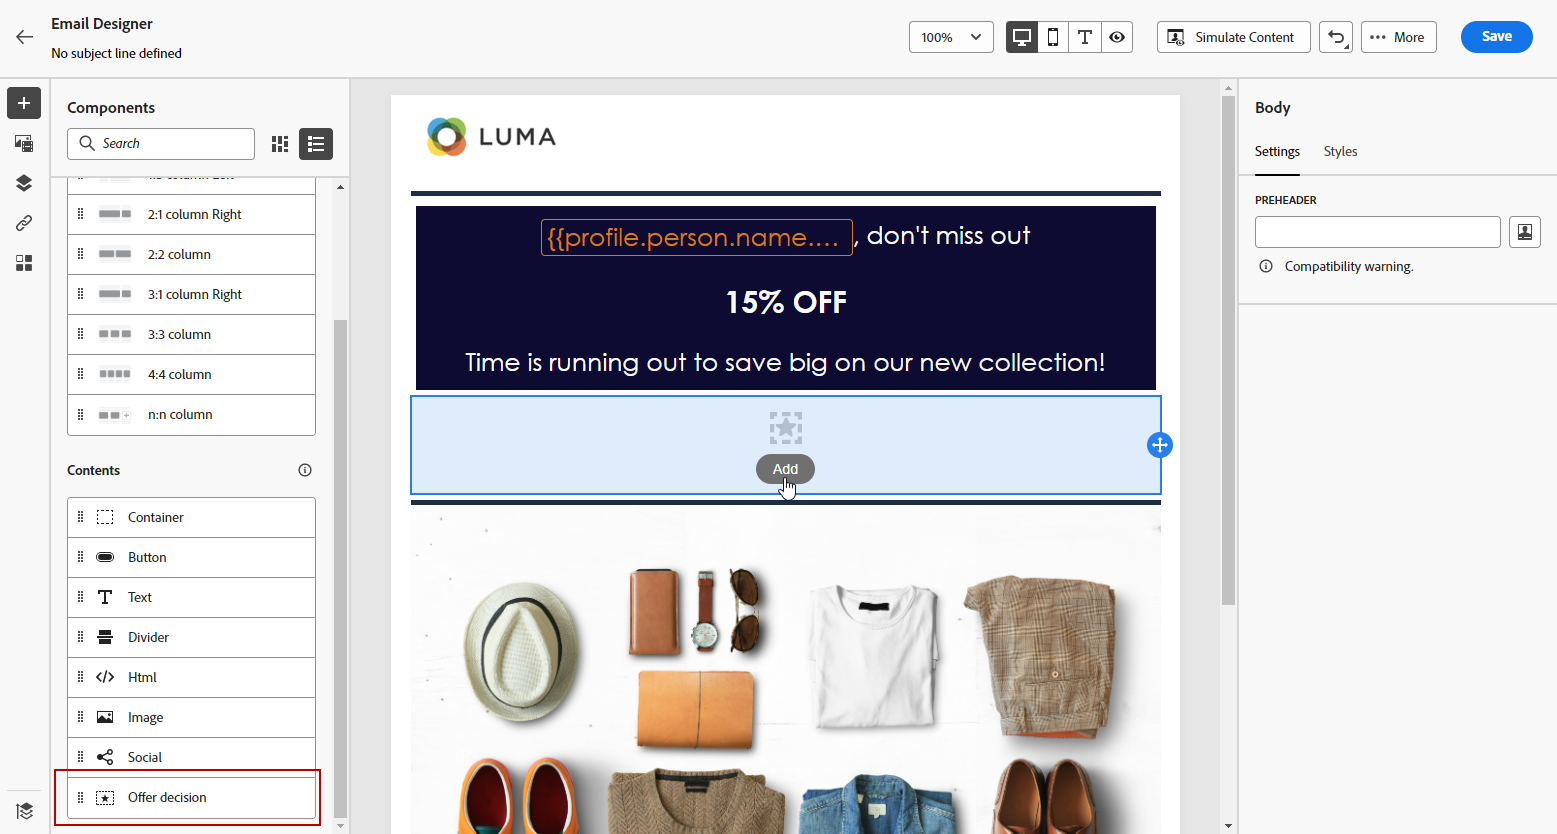 Email Designer
No subject line defined
100%
Simulate Content
More
Save
Components
Search
2:1 column Right
2:2 column
3:1 column Right
3:3 column
4:4 column
n:n column
Contents
Container
Button
Text
Divider
Html
Image
Social
Offer decision
LUMA
{{profile.person.name.... , don't miss out
15% OFF
Time is running out to save big on our new collection!
Add
Body
Settings Styles
PREHEADER
Compatibility warning.